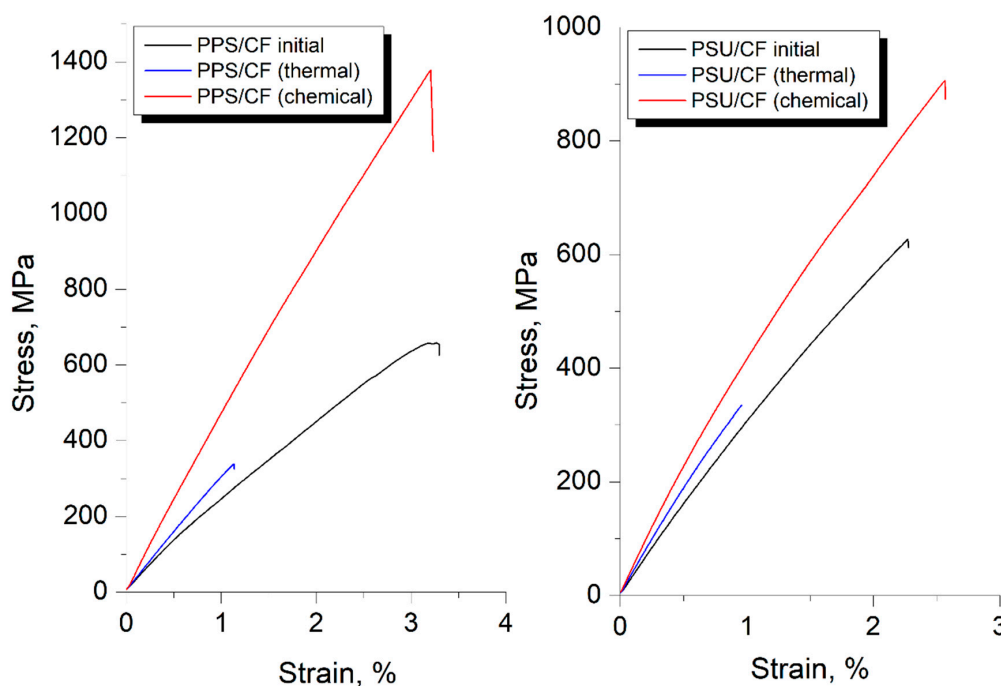 PPS/CF initial
PPS/CF (thermal)
PPS/CF (chemical)
1400
1200
1000
800
600
400
200
0
Stress, MPa
0 1 2 3 4
Strain, %
PSU/CF initial
PSU/CF (thermal)
PSU/CF (chemical)
1000
800
600
400
200
0
Stress, MPa
0 1 2 3
Strain, %